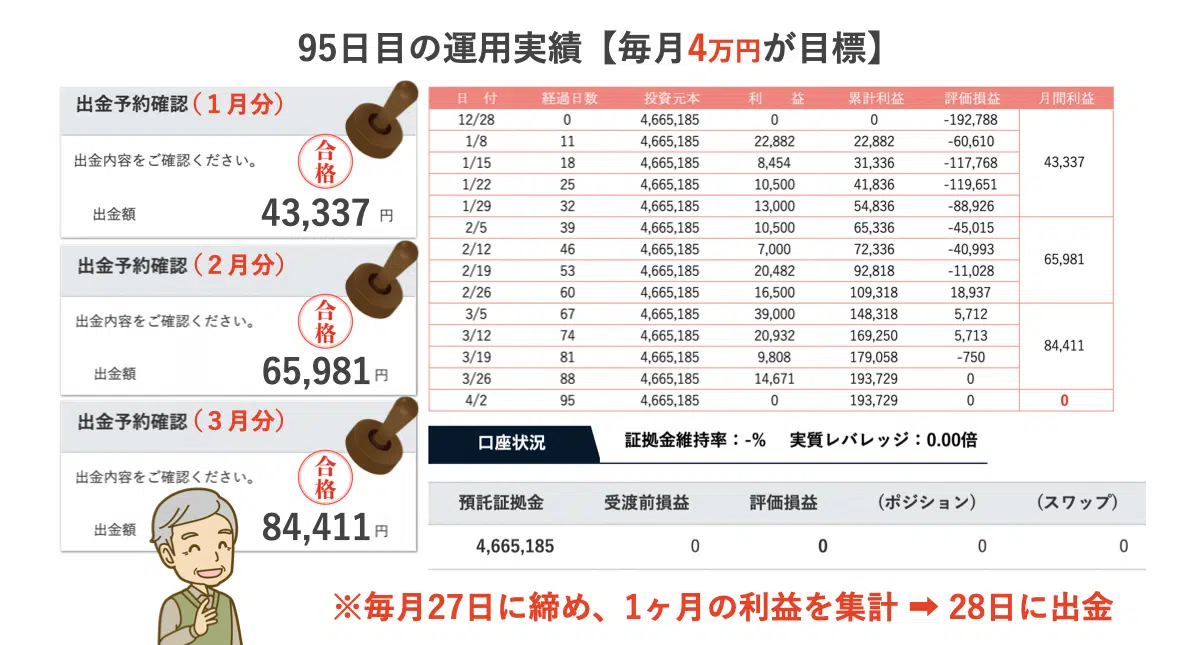 95日目の運用実績【毎月4万円が目標】
出金予約確認（1月分）
出金内容をご確認ください。
合格
出金額 43,337 円
出金予約確認（2月分）
出金内容をご確認ください。
合格
出金額 65,981 円
出金予約確認（3月分）
出金内容をご確認ください。
合格
出金額 84,411 円
日 付 経過日数 投資元本 利 益 累計利益 評価損益 月間利益
12/28 0 4,665,185 0 0 -192,788
1/8 11 4,665,185 22,882 22,882 -60,610
1/15 18 4,665,185 8,454 31,336 -117,768 43,337
1/22 25 4,665,185 10,500 41,836 -119,651
1/29 32 4,665,185 13,000 54,836 -88,926
2/5 39 4,665,185 10,500 65,336 -45,015
2/12 46 4,665,185 7,000 72,336 -40,993 65,981
2/19 53 4,665,185 20,482 92,818 -11,028
2/26 60 4,665,185 16,500 109,318 18,937
3/5 67 4,665,185 39,000 148,318 5,712
3/12 74 4,665,185 20,932 169,250 5,713 84,411
3/19 81 4,665,185 9,808 179,058 -750
3/26 88 4,665,185 14,671 193,729 0
4/2 95 4,665,185 0 193,729 0 0
口座状況 証拠金維持率：-% 実質レバレッジ：0.00倍
預託証拠金 受渡前損益 評価損益 （ポジション） （スワップ）
4,665,185 0 0 0 0
※毎月27日に締め、1ヶ月の利益を集計 ➡ 28日に出金